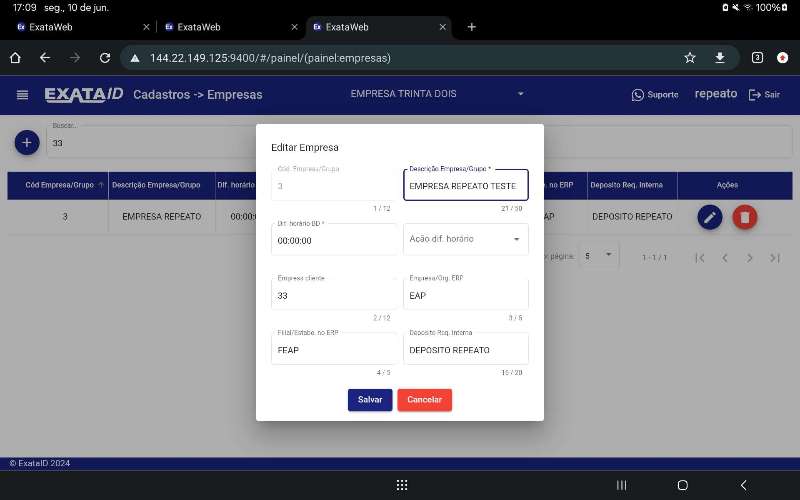 17:09 seg., 10 de jun.
100%
ExataWeb
ExataWeb
ExataWeb
144.22.149.125:9400/#/painel/(painel:empresas)
3
EXATA ID
Cadastros -> Empresas
EMPRESA TRINTA DOIS
Suporte
repeato
Sair
Buscar..
33
Cód Empresa/Grupo
Descrição Empresa/Grupo
Dif. horário
no ERP
Deposito Req. Interna
Ações
3
EMPRESA REPEATO
00:00:
AP
DEPOSITO REPEATO
página:
5
1 - 1 / 1
Editar Empresa
Cód. Empresa/Grupo
3
1 / 12
Descrição Empresa/Grupo *
EMPRESA REPEATO TESTE
21 / 50
Dif. horário BD *
00:00:00
Ação dif. horário
Empresa cliente
33
2 / 12
Empresa/Org. ERP
EAP
3 / 5
Filial/Estabe. no ERP
FEAP
4 / 5
Deposito Req. Interna
DEPOSITO REPEATO
16 / 20
Salvar
Cancelar
© ExataID 2024